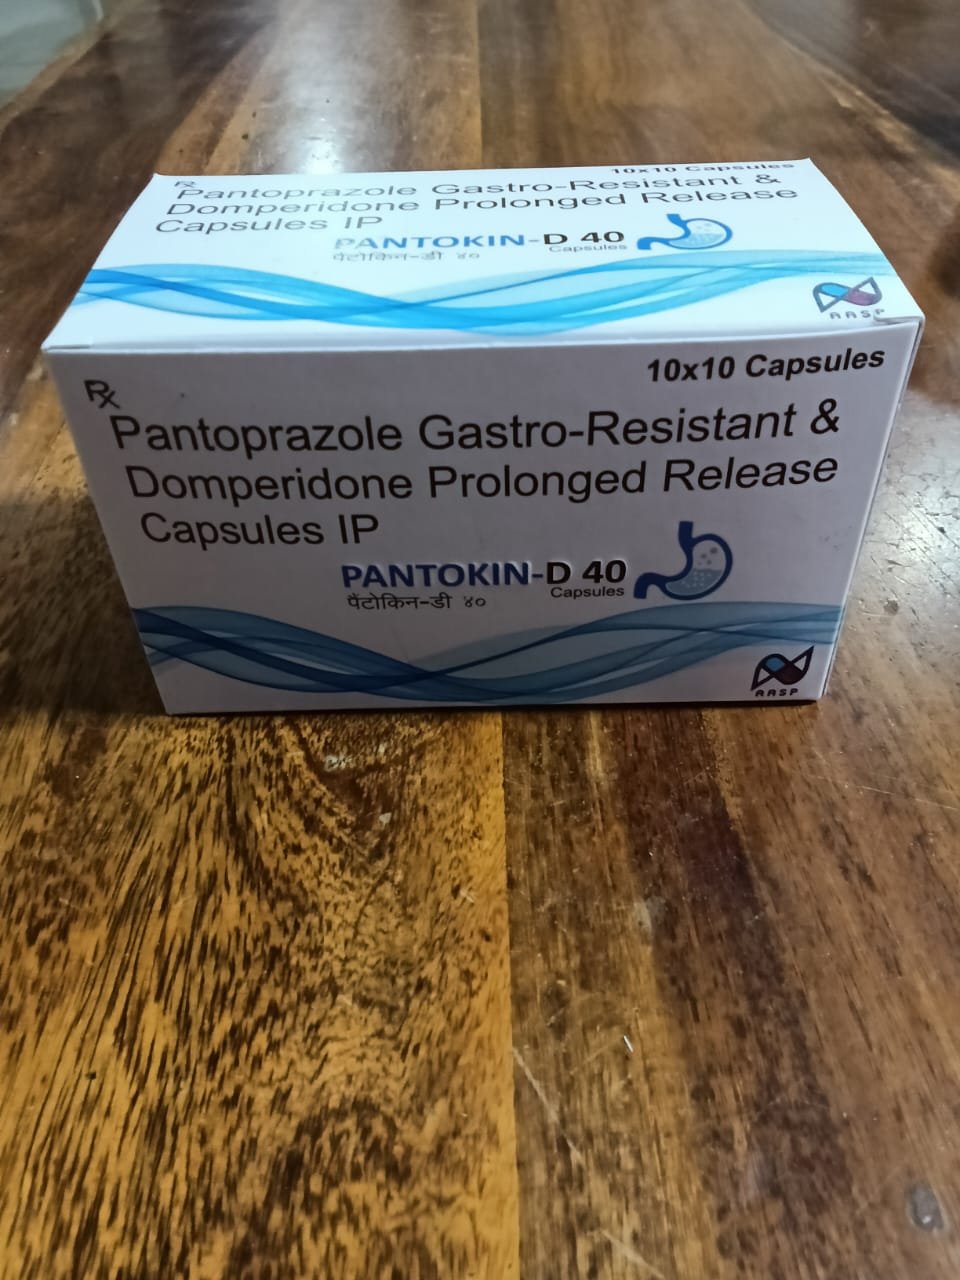 10x10 Capsules
Rx
Pantoprazole Gastro-Resistant &
Domperidone Prolonged Release
Capsules IP
PANTOKIN-D 40
Capsules
पैंटोकिन-डी ४०
AASP
10x10 Capsules
Rx
Pantoprazole Gastro-Resistant &
Domperidone Prolonged Release
Capsules IP
PANTOKIN-D 40
Capsules
पैंटोकिन-डी ४०
AASP